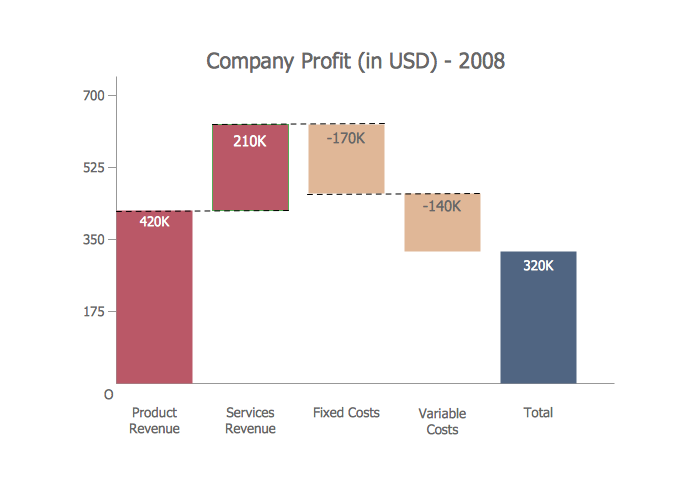 Company Profit (in USD) - 2008
700
525
350
175
O
210K
-170K
420K
-140K
320K
Product
Revenue
Services
Revenue
Fixed Costs
Variable
Costs
Total